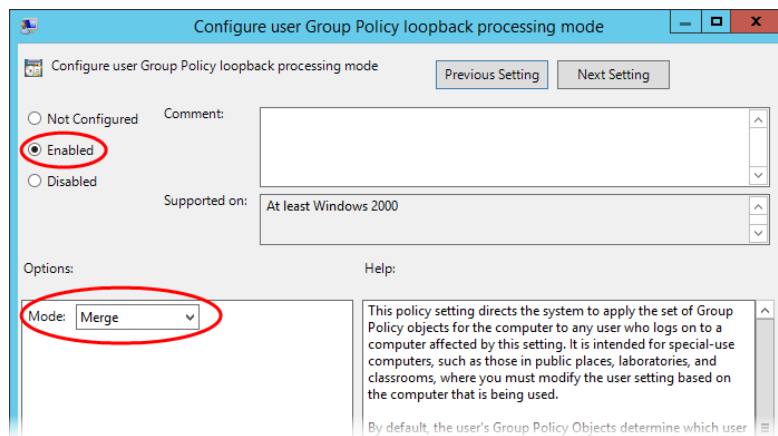 Configure user Group Policy loopback processing mode
Configure user Group Policy loopback processing mode
Previous Setting
Next Setting
Not Configured
Comment:
Enabled
Disabled
Supported on:
At least Windows 2000
Options:
Help:
Mode:
Merge
This policy setting directs the system to apply the set of Group
Policy objects for the computer to any user who logs on to a
computer affected by this setting. It is intended for special-use
computers, such as those in public places, laboratories, and
classrooms, where you must modify the user setting based on
the computer that is being used.
By default, the user's Group Policy Objects determine which user